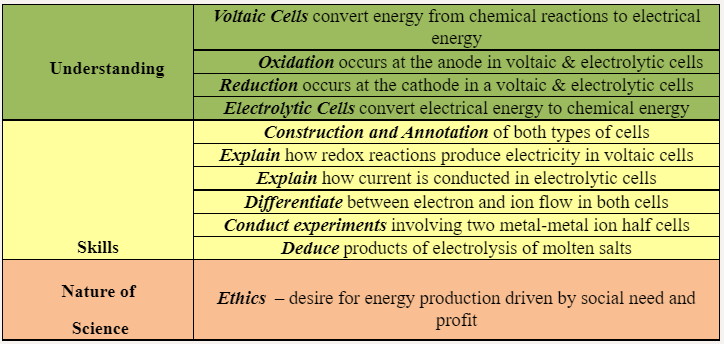 Understanding
Voltaic Cells convert energy from chemical reactions to electrical
energy
Oxidation occurs at the anode in voltaic & electrolytic cells
Reduction occurs at the cathode in a voltaic & electrolytic cells
Electrolytic Cells convert electrical energy to chemical energy
Skills
Construction and Annotation of both types of cells
Explain how redox reactions produce electricity in voltaic cells
Explain how current is conducted in electrolytic cells
Differentiate between electron and ion flow in both cells
Conduct experiments involving two metal-metal ion half cells
Deduce products of electrolysis of molten salts
Nature of
Science
Ethics – desire for energy production driven by social need and
profit